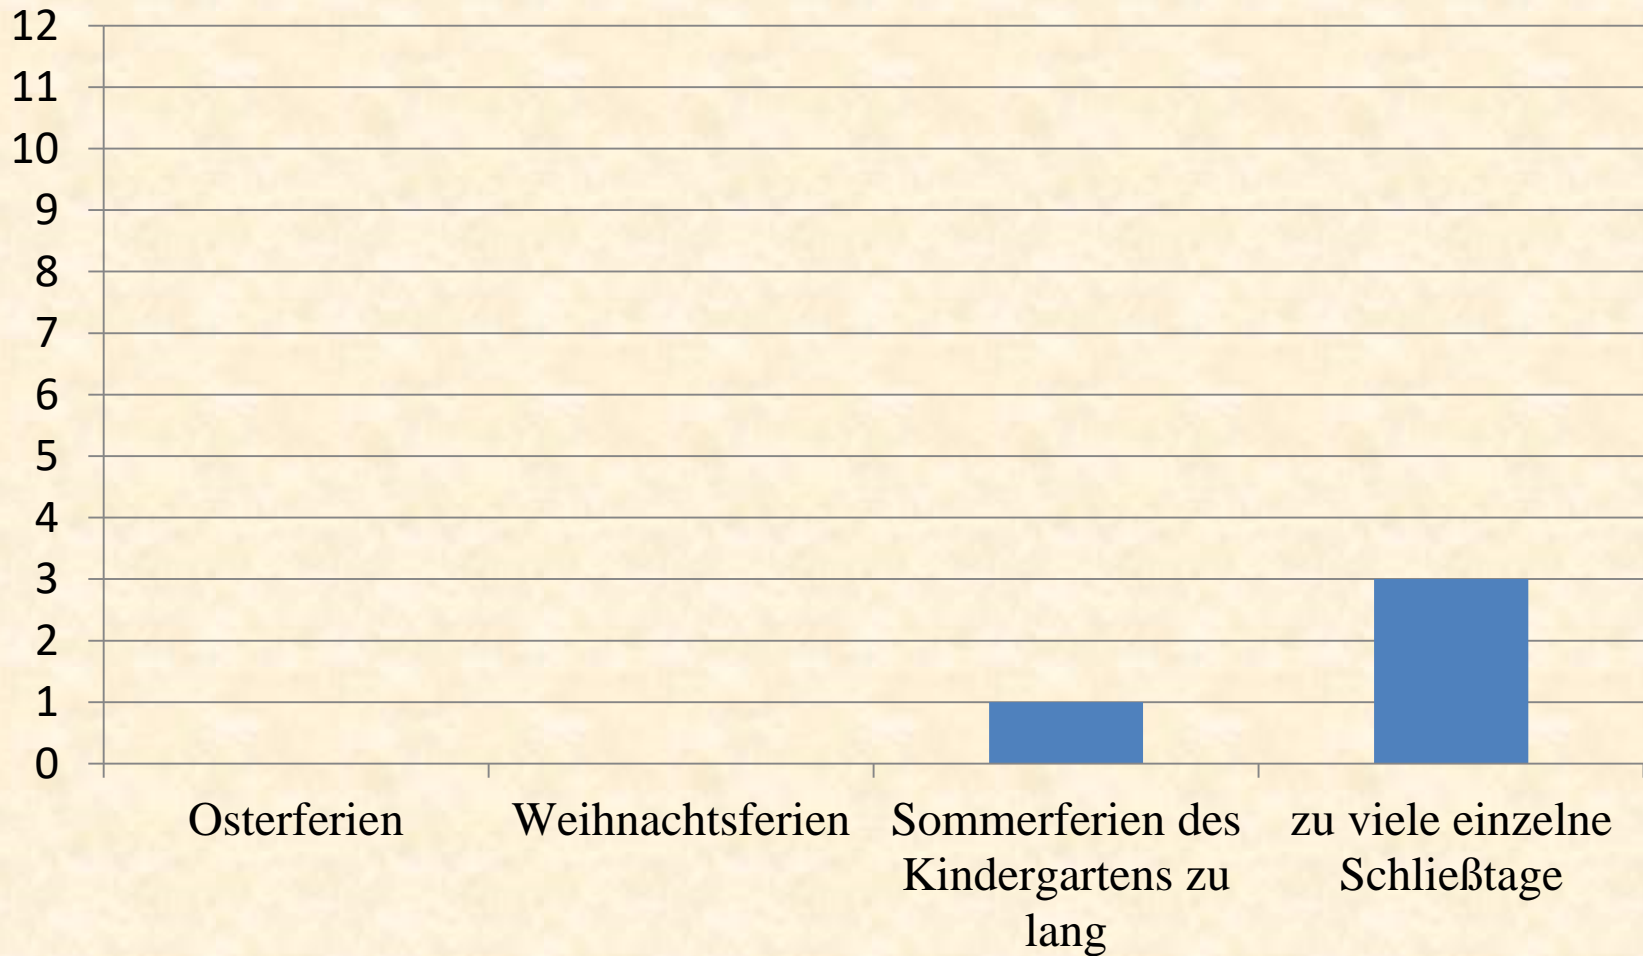 12
11
10
9
8
7
6
5
4
3
2
1
0
Osterferien
Weihnachtsferien
Sommerferien des
Kindergartens zu
lang
zu viele einzelne
Schließtage